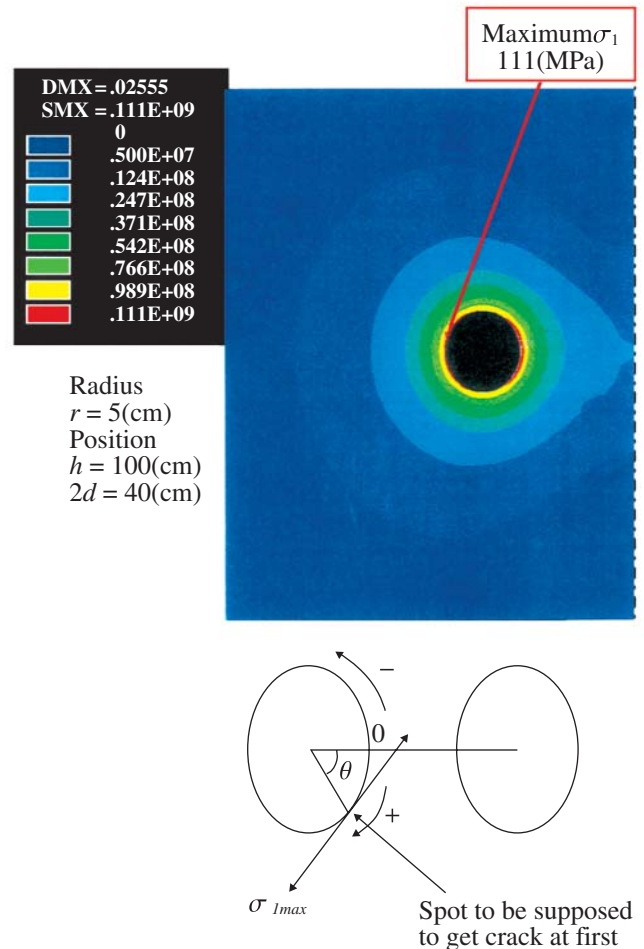 Maximumσ1
111(MPa)
DMX = .02555
SMX = .111E+09
0
.500E+07
.124E+08
.247E+08
.371E+08
.542E+08
.766E+08
.989E+08
.111E+09
Radius
r = 5(cm)
Position
h = 100(cm)
2d = 40(cm)
−
0
θ
+
σ 1max
Spot to be supposed
to get crack at first